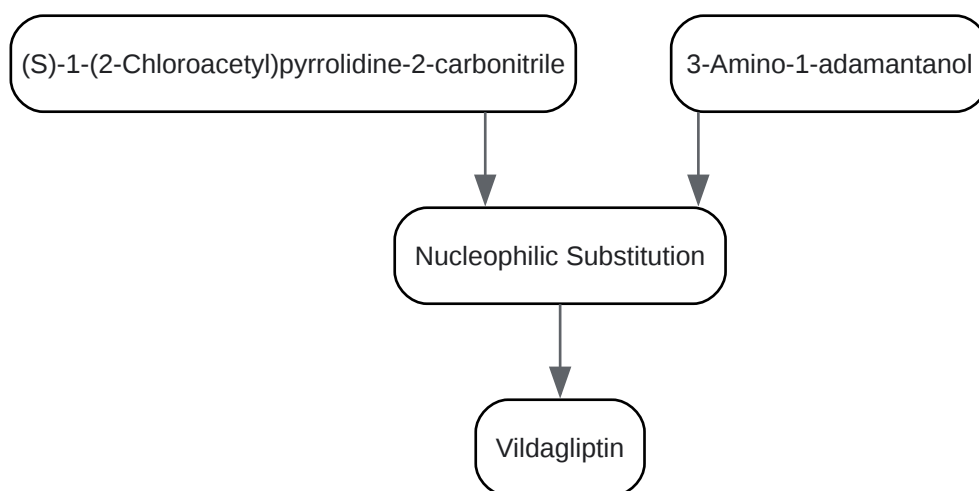 (S)-1-(2-Chloroacetyl)pyrrolidine-2-carbonitrile
3-Amino-1-adamantanol
Nucleophilic Substitution
Vildagliptin